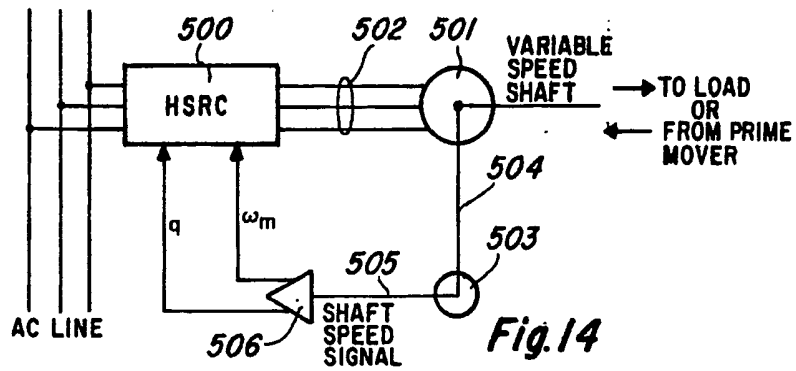 500
502
501
HSRC
VARIABLE
SPEED
SHAFT
TO LOAD
OR
FROM PRIME
MOVER
504
q
ωm
503
505
AC LINE
506
SHAFT
SPEED
SIGNAL
Fig. 14